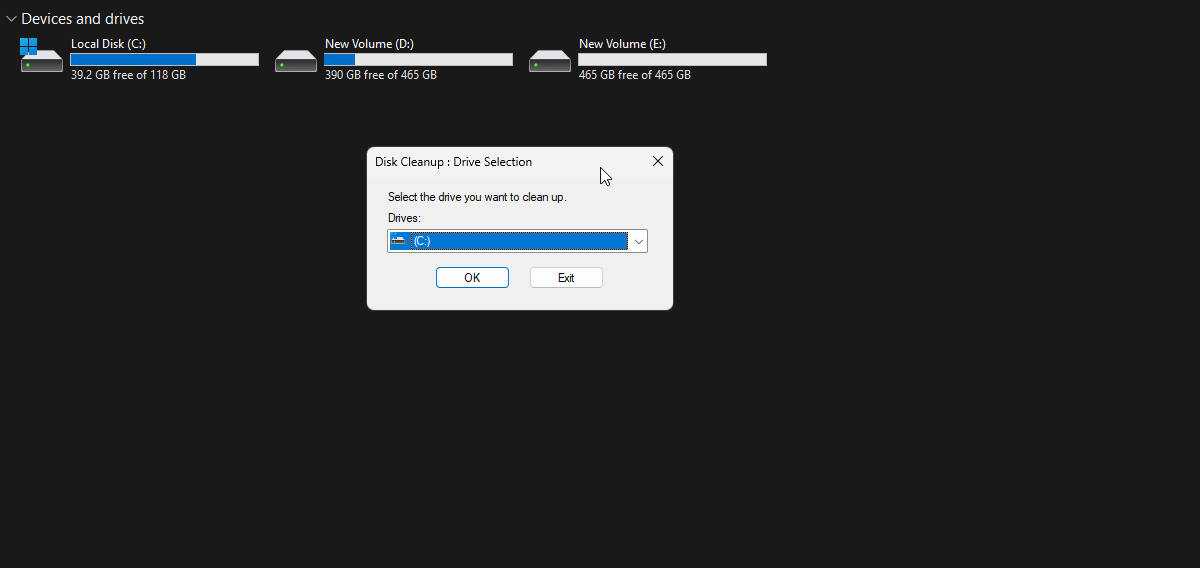 Devices and drives
Local Disk (C:)
39.2 GB free of 118 GB
New Volume (D:)
390 GB free of 465 GB
New Volume (E:)
465 GB free of 465 GB
Disk Cleanup : Drive Selection
Select the drive you want to clean up.
Drives:
(C:)
OK
Exit